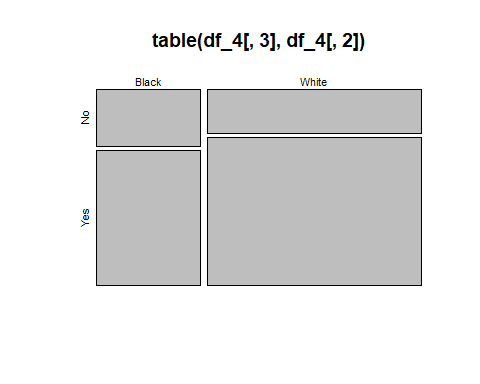 table(df_4[, 3], df_4[, 2])
Black White
No
Yes